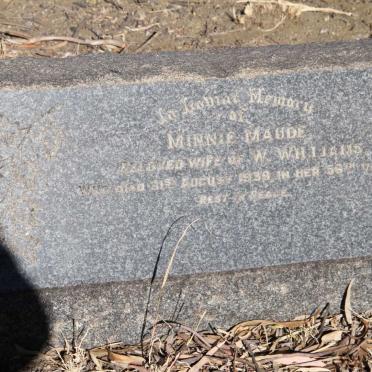 In Loving Memory
of
MINNIE MAUDE
BELOVED WIFE OF W. WILLIAMS
WHO DIED 31ST AUGUST 1939 IN HER
REST IN PEACE